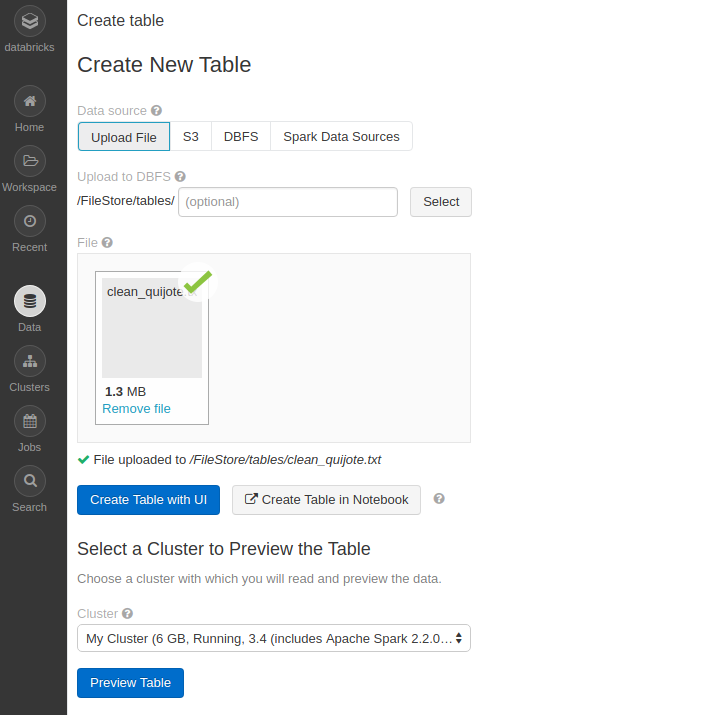 databricks
Home
Workspace
Recent
Data
Clusters
Jobs
Search
Create table
Create New Table
Data source
Upload File S3 DBFS Spark Data Sources
Upload to DBFS
/FileStore/tables/ (optional) Select
File
clean_quijote
1.3 MB
Remove file
File uploaded to /FileStore/tables/clean_quijote.txt
Create Table with UI Create Table in Notebook
Select a Cluster to Preview the Table
Choose a cluster with which you will read and preview the data.
Cluster
My Cluster (6 GB, Running, 3.4 (includes Apache Spark 2.2.0…
Preview Table